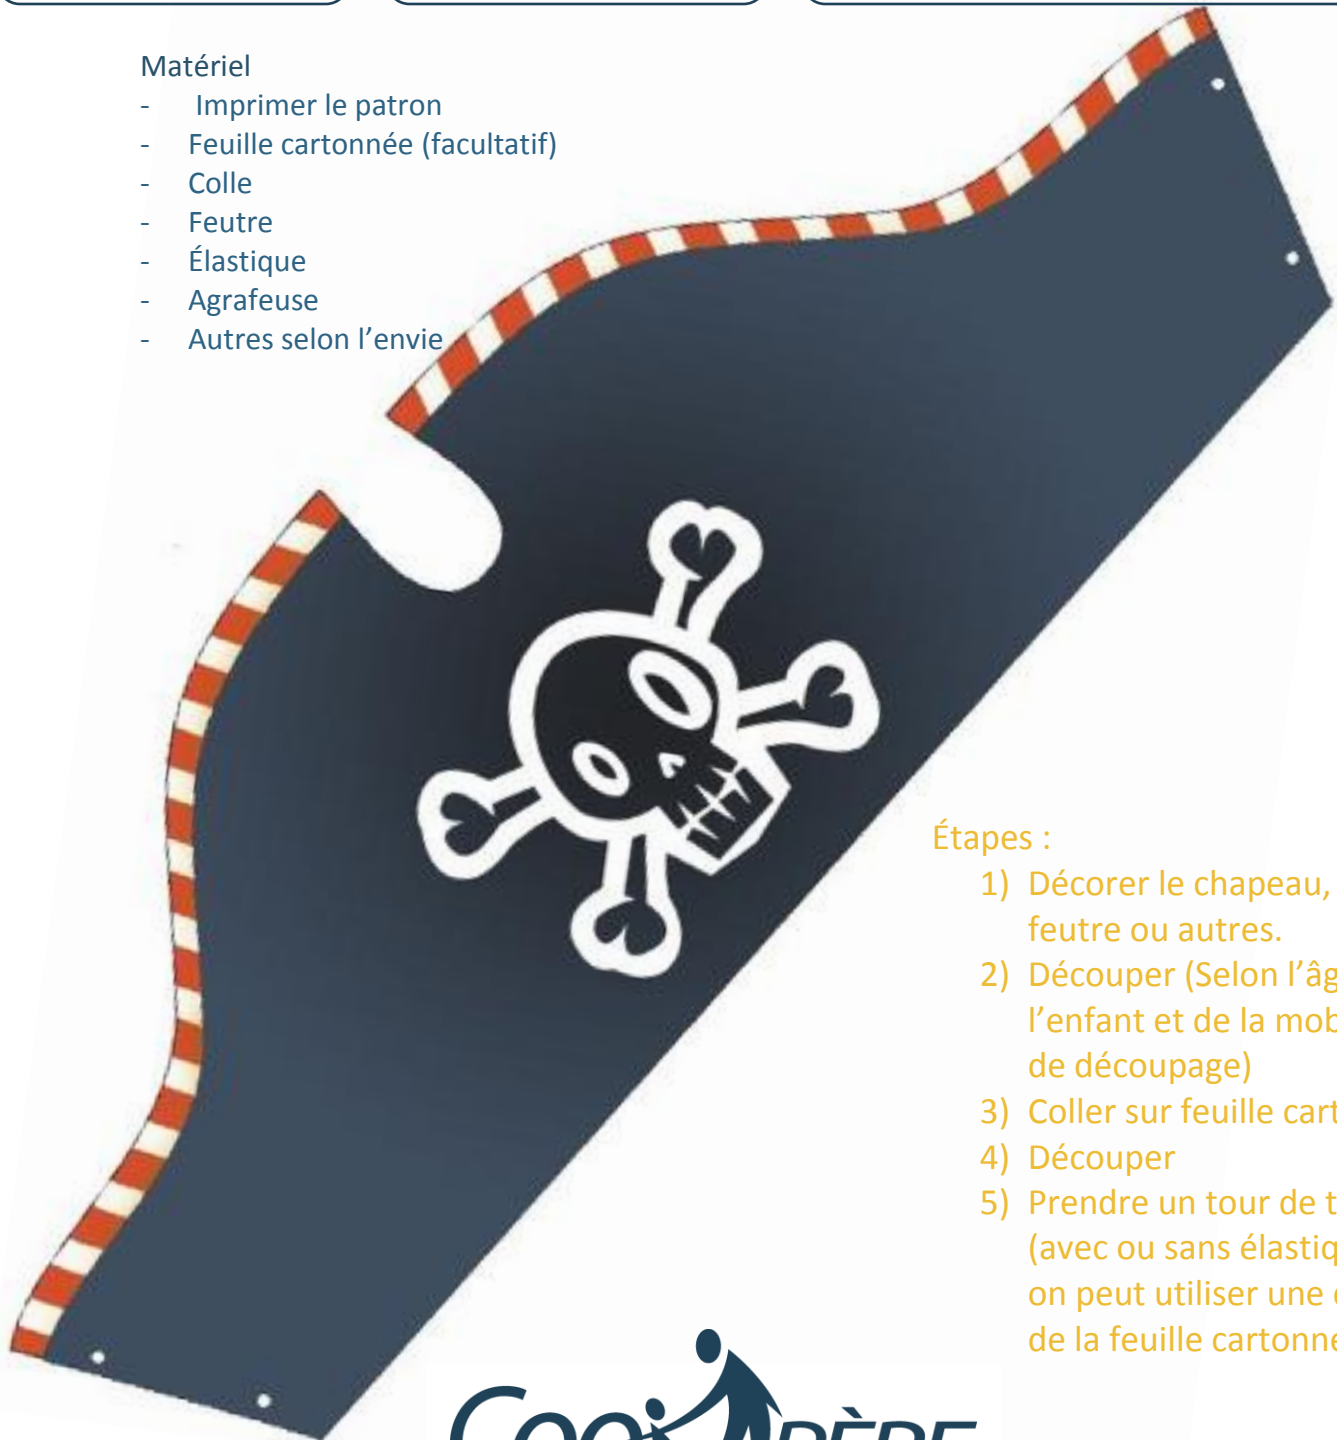 Matériel
- Imprimer le patron
- Feuille cartonnée (facultatif)
- Colle
- Feutre
- Élastique
- Agrafeuse
- Autres selon l'envie
Étapes :
1) Décorer le chapeau,
feutre ou autres.
2) Découper (Selon l'âg
l'enfant et de la mob
de découpage)
3) Coller sur feuille cart
4) Découper
5) Prendre un tour de t
(avec ou sans élastiq
on peut utiliser une
de la feuille cartonn